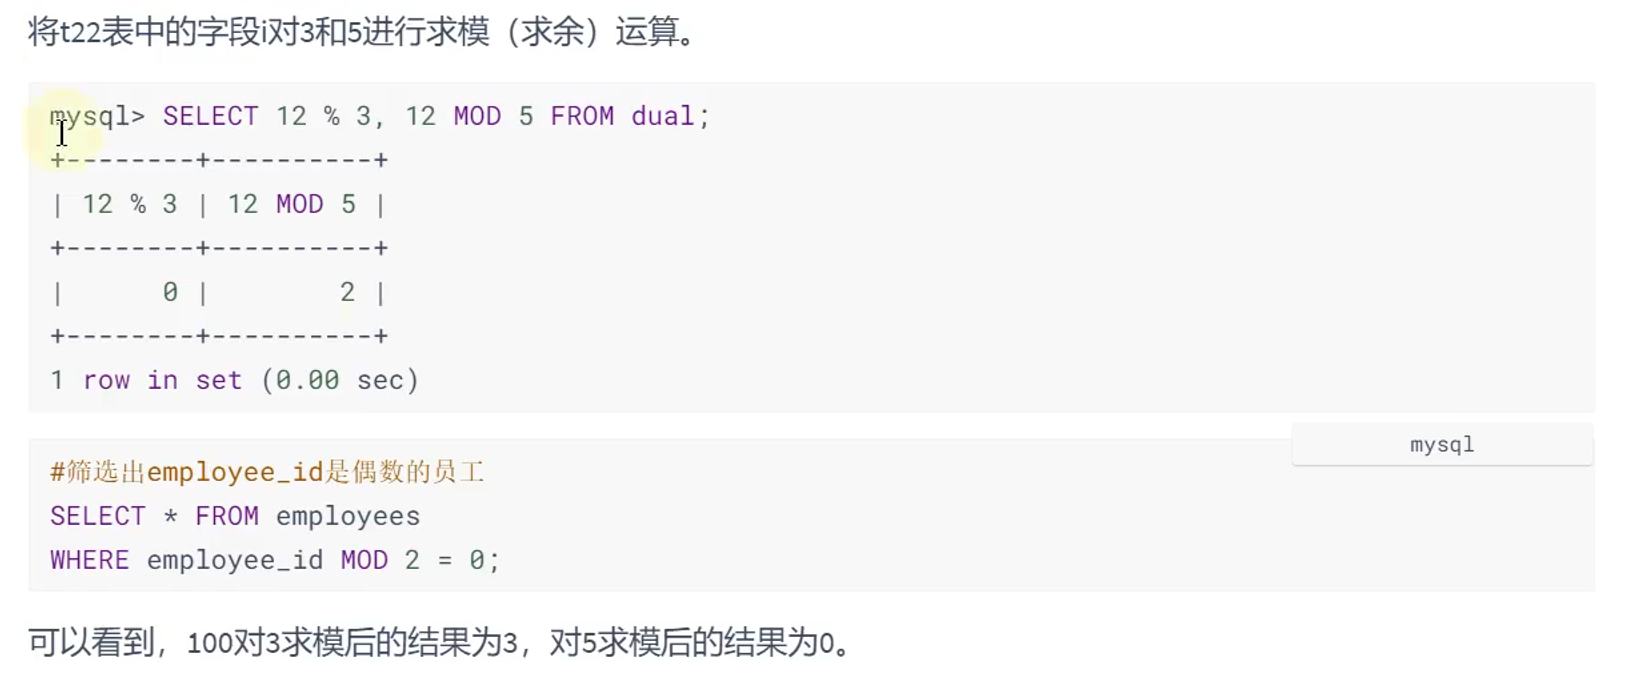 将t22表中的字段i对3和5进行求模（求余）运算。
mysql> SELECT 12 % 3, 12 MOD 5 FROM dual;
+--------+----------+
| 12 % 3 | 12 MOD 5 |
+--------+----------+
|      0 |        2 |
+--------+----------+
1 row in set (0.00 sec)
mysql
#筛选出employee_id是偶数的员工
SELECT * FROM employees
WHERE employee_id MOD 2 = 0;
可以看到，100对3求模后的结果为3，对5求模后的结果为0。